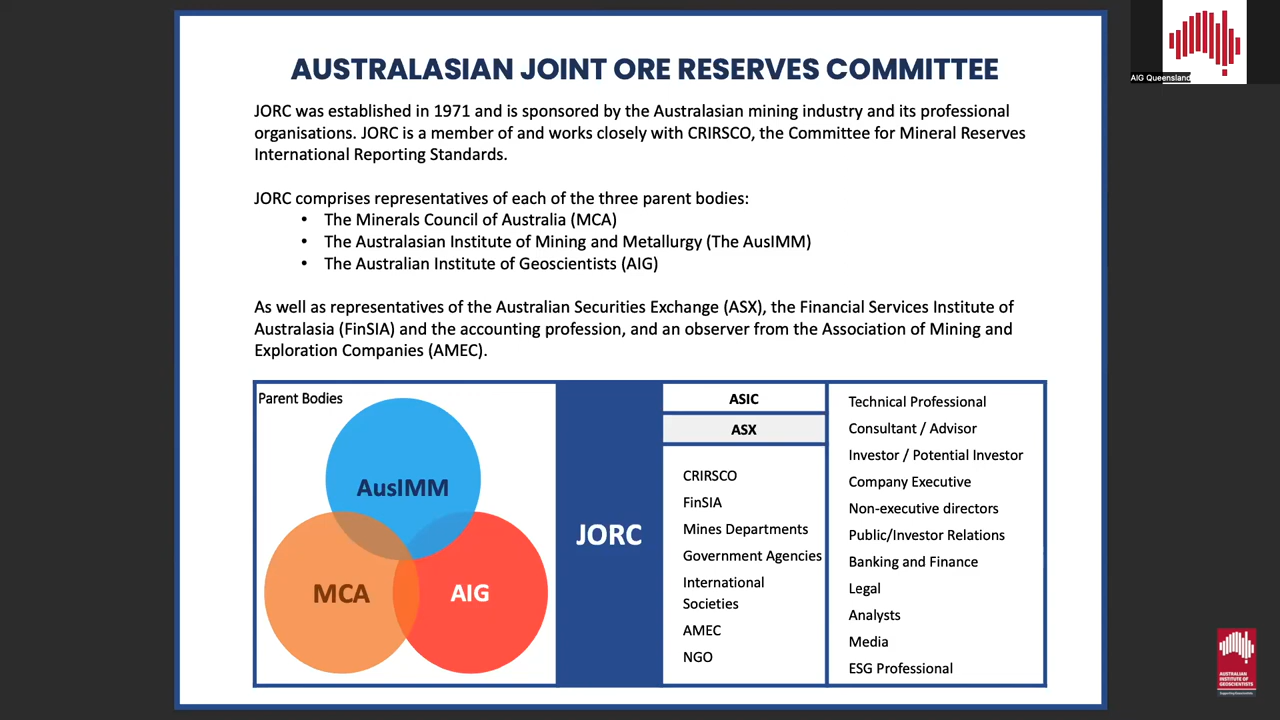 AUSTRALASIAN JOINT ORE RESERVES COMMITTEE
JORC was established in 1971 and is sponsored by the Australasian mining industry and its professional
organisations. JORC is a member of and works closely with CRIRSCO, the Committee for Mineral Reserves
International Reporting Standards.
JORC comprises representatives of each of the three parent bodies:
• The Minerals Council of Australia (MCA)
• The Australasian Institute of Mining and Metallurgy (The AusIMM)
• The Australian Institute of Geoscientists (AIG)
As well as representatives of the Australian Securities Exchange (ASX), the Financial Services Institute of
Australasia (FinSIA) and the accounting profession, and an observer from the Association of Mining and
Exploration Companies (AMEC).
Parent Bodies
AusIMM
MCA
AIG
JORC
ASIC
ASX
CRIRSCO
FinSIA
Mines Departments
Government Agencies
International
Societies
AMEC
NGO
Technical Professional
Consultant / Advisor
Investor / Potential Investor
Company Executive
Non-executive directors
Public/Investor Relations
Banking and Finance
Legal
Analysts
Media
ESG Professional
AIG Queensland
AUSTRALIAN
INSTITUTE OF
GEOSCIENTISTS